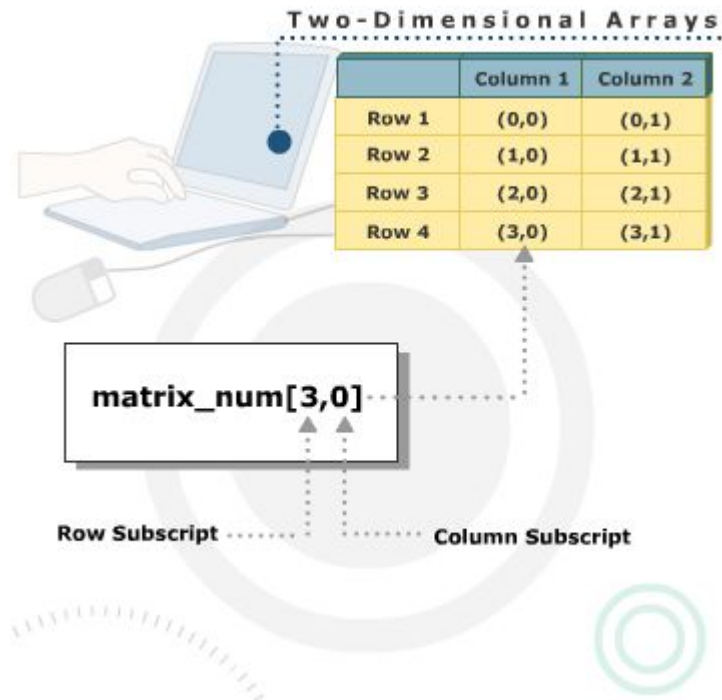 Two-Dimensional Arrays
Column 1 Column 2
Row 1 (0,0) (0,1)
Row 2 (1,0) (1,1)
Row 3 (2,0) (2,1)
Row 4 (3,0) (3,1)
matrix_num[3,0]
Row Subscript Column Subscript